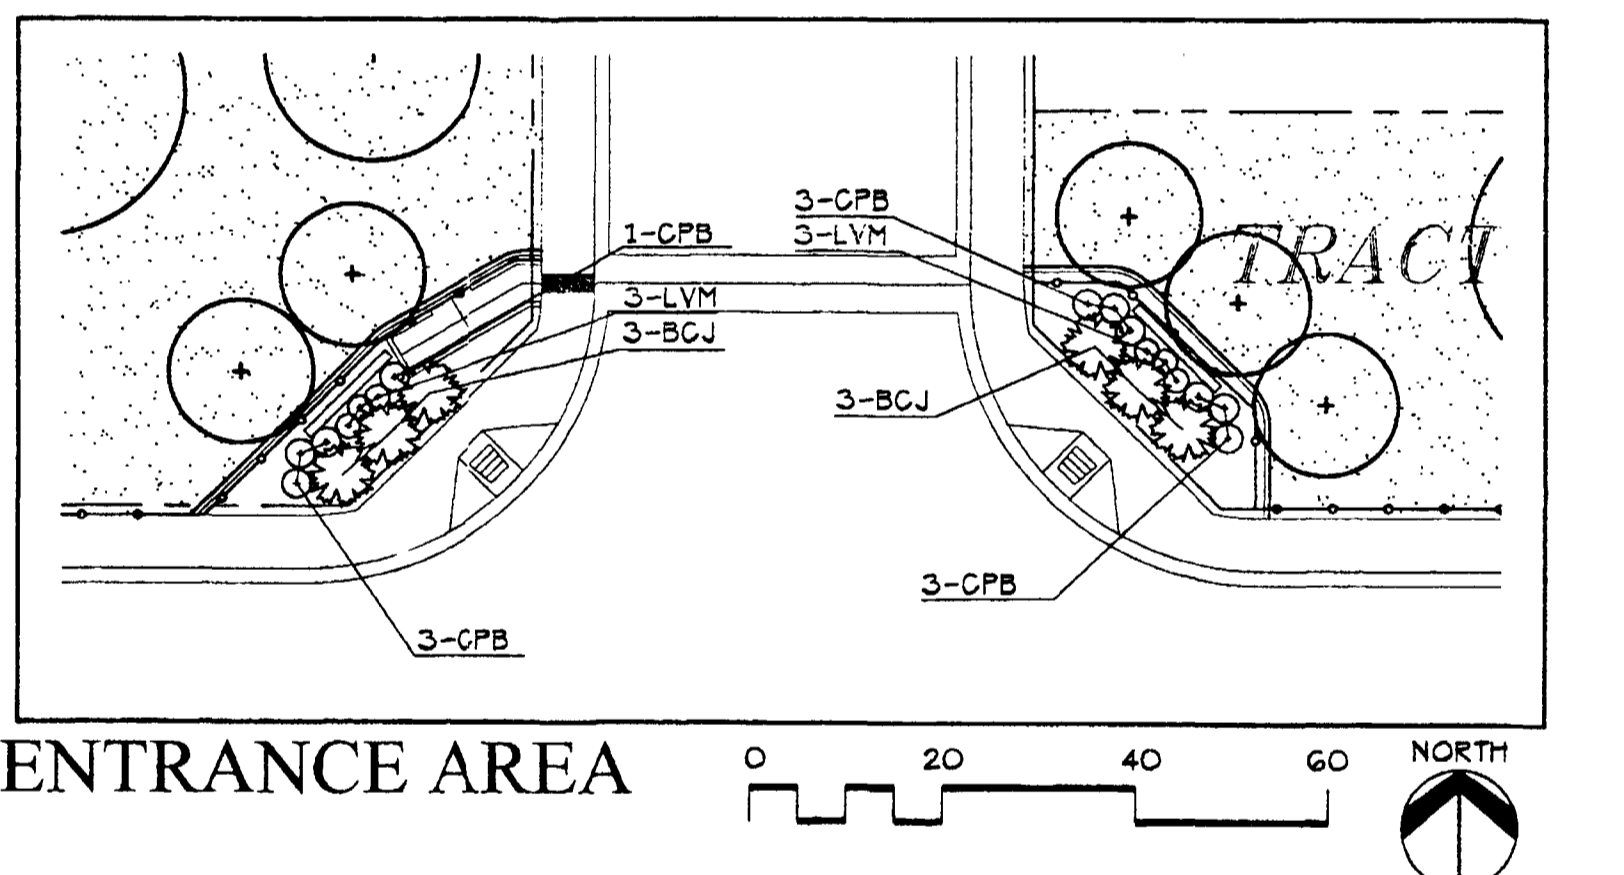 3-CPB
3-LVM
1-CPB
3-LVM
3-BCJ
TRACT
3-BCJ
3-CPB
3-CPB
ENTRANCE AREA
0 20 40 60
NORTH